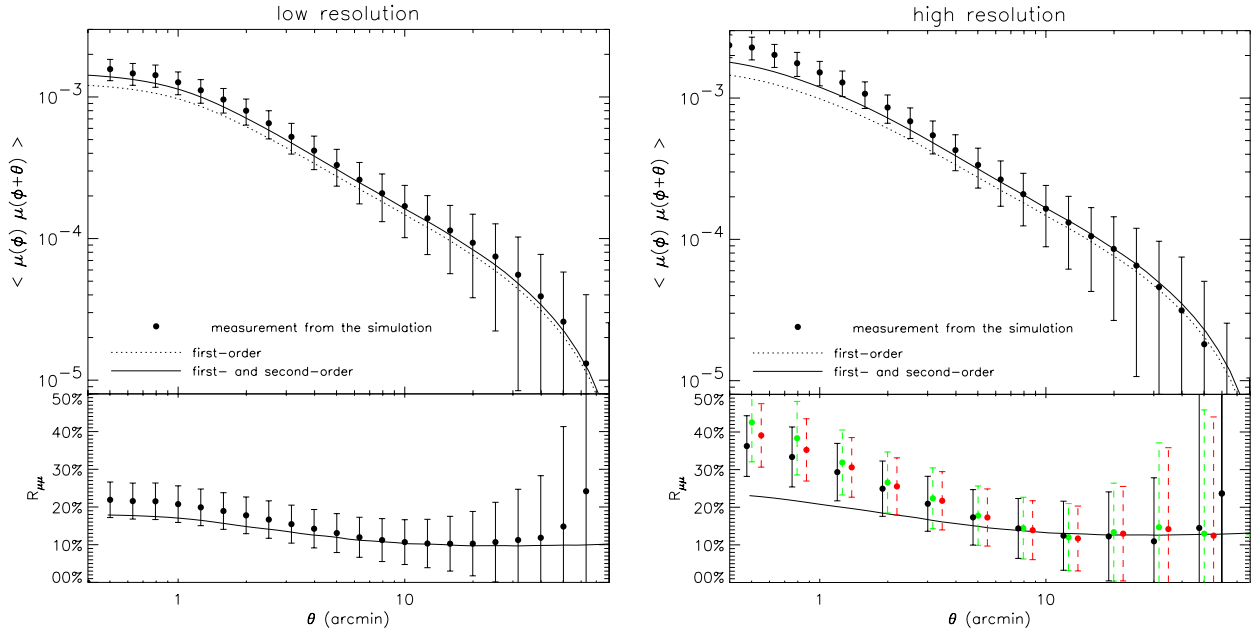 low resolution
< μ(ϕ) μ(ϕ+θ) >
10⁻³
10⁻⁴
10⁻⁵
measurement from the simulation
first-order
first- and second-order
R_μμ
50%
40%
30%
20%
10%
00%
1
10
θ (arcmin)
high resolution
< μ(ϕ) μ(ϕ+θ) >
10⁻³
10⁻⁴
10⁻⁵
measurement from the simulation
first-order
first- and second-order
R_μμ
50%
40%
30%
20%
10%
00%
1
10
θ (arcmin)